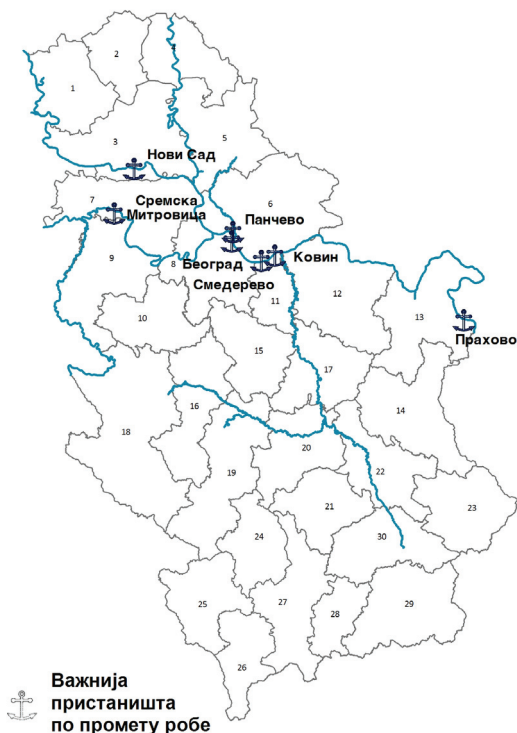 2
4
1
3
Нови Сад
5
7
Сремска
Митровица
6
Панчево
9
8
Београд
Ковин
Смедерево
11
12
13
10
Прахово
15
17
16
14
18
20
19
22
21
23
24
30
25
27
28
29
26
Важнија
пристаништа
по промету робе